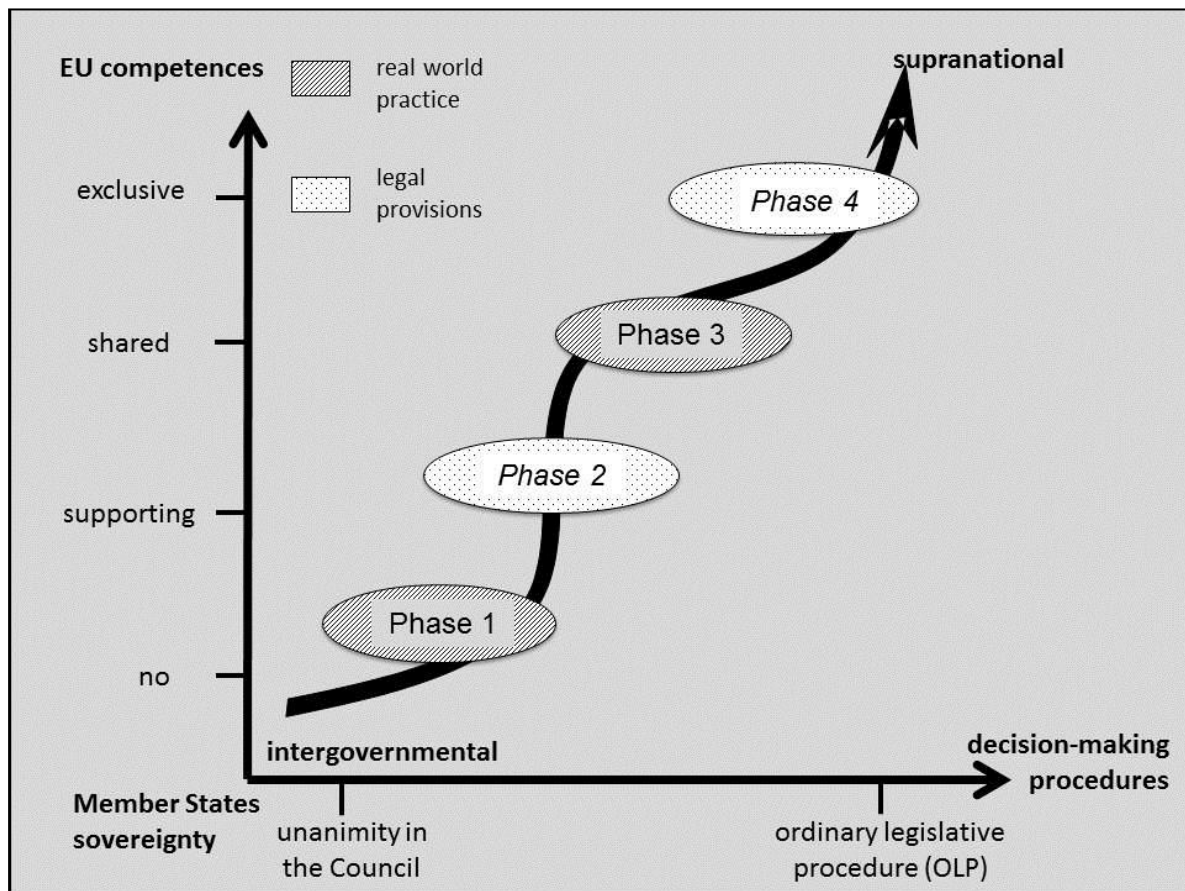 EU competences
real world
practice
supranational
legal
provisions
exclusive
Phase 4
shared
Phase 3
Phase 2
supporting
Phase 1
no
intergovernmental
decision-making
procedures
Member States
sovereignty
unanimity in
the Council
ordinary legislative
procedure (OLP)